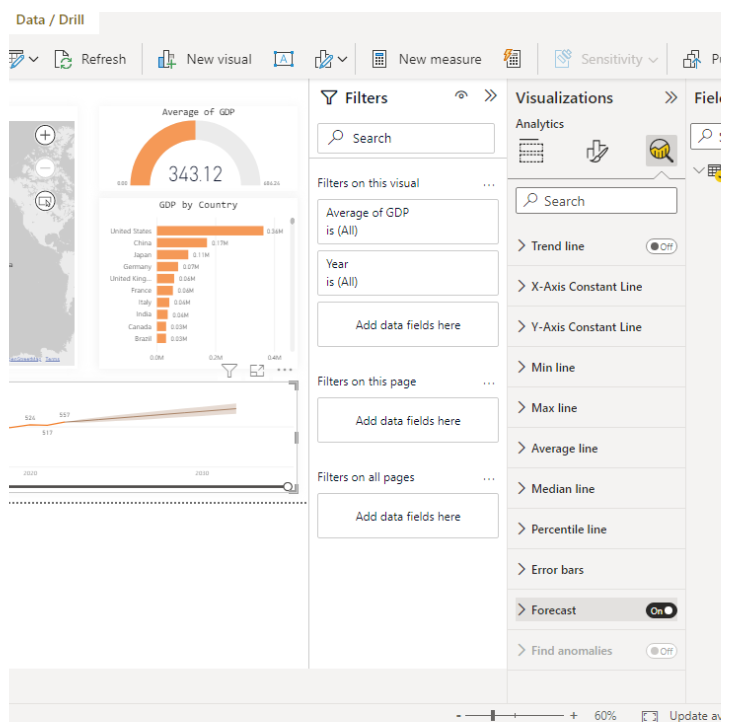 Data / Drill
Refresh
New visual
New measure
Sensitivity
Average of GDP
343.12
0.00
686.24
GDP by Country
United States 0.36M
China 0.17M
Japan 0.11M
Germany 0.07M
United King... 0.06M
France 0.06M
Italy 0.06M
India 0.06M
Canada 0.03M
Brazil 0.03M
0.0M 0.2M 0.4M
Terms
524
517
557
2020 2030
Filters
Search
Filters on this visual ...
Average of GDP
is (All)
Year
is (All)
Add data fields here
Filters on this page ...
Add data fields here
Filters on all pages ...
Add data fields here
Visualizations
Analytics
Search
Trend line Off
X-Axis Constant Line
Y-Axis Constant Line
Min line
Max line
Average line
Median line
Percentile line
Error bars
Forecast On
Find anomalies Off
- + 60%